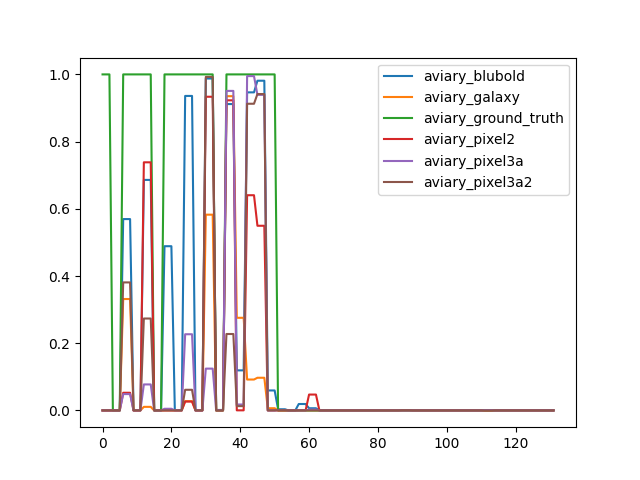 1.0
0.8
0.6
0.4
0.2
0.0
0 20 40 60 80 100 120
aviary_blubold
aviary_galaxy
aviary_ground_truth
aviary_pixel2
aviary_pixel3a
aviary_pixel3a2